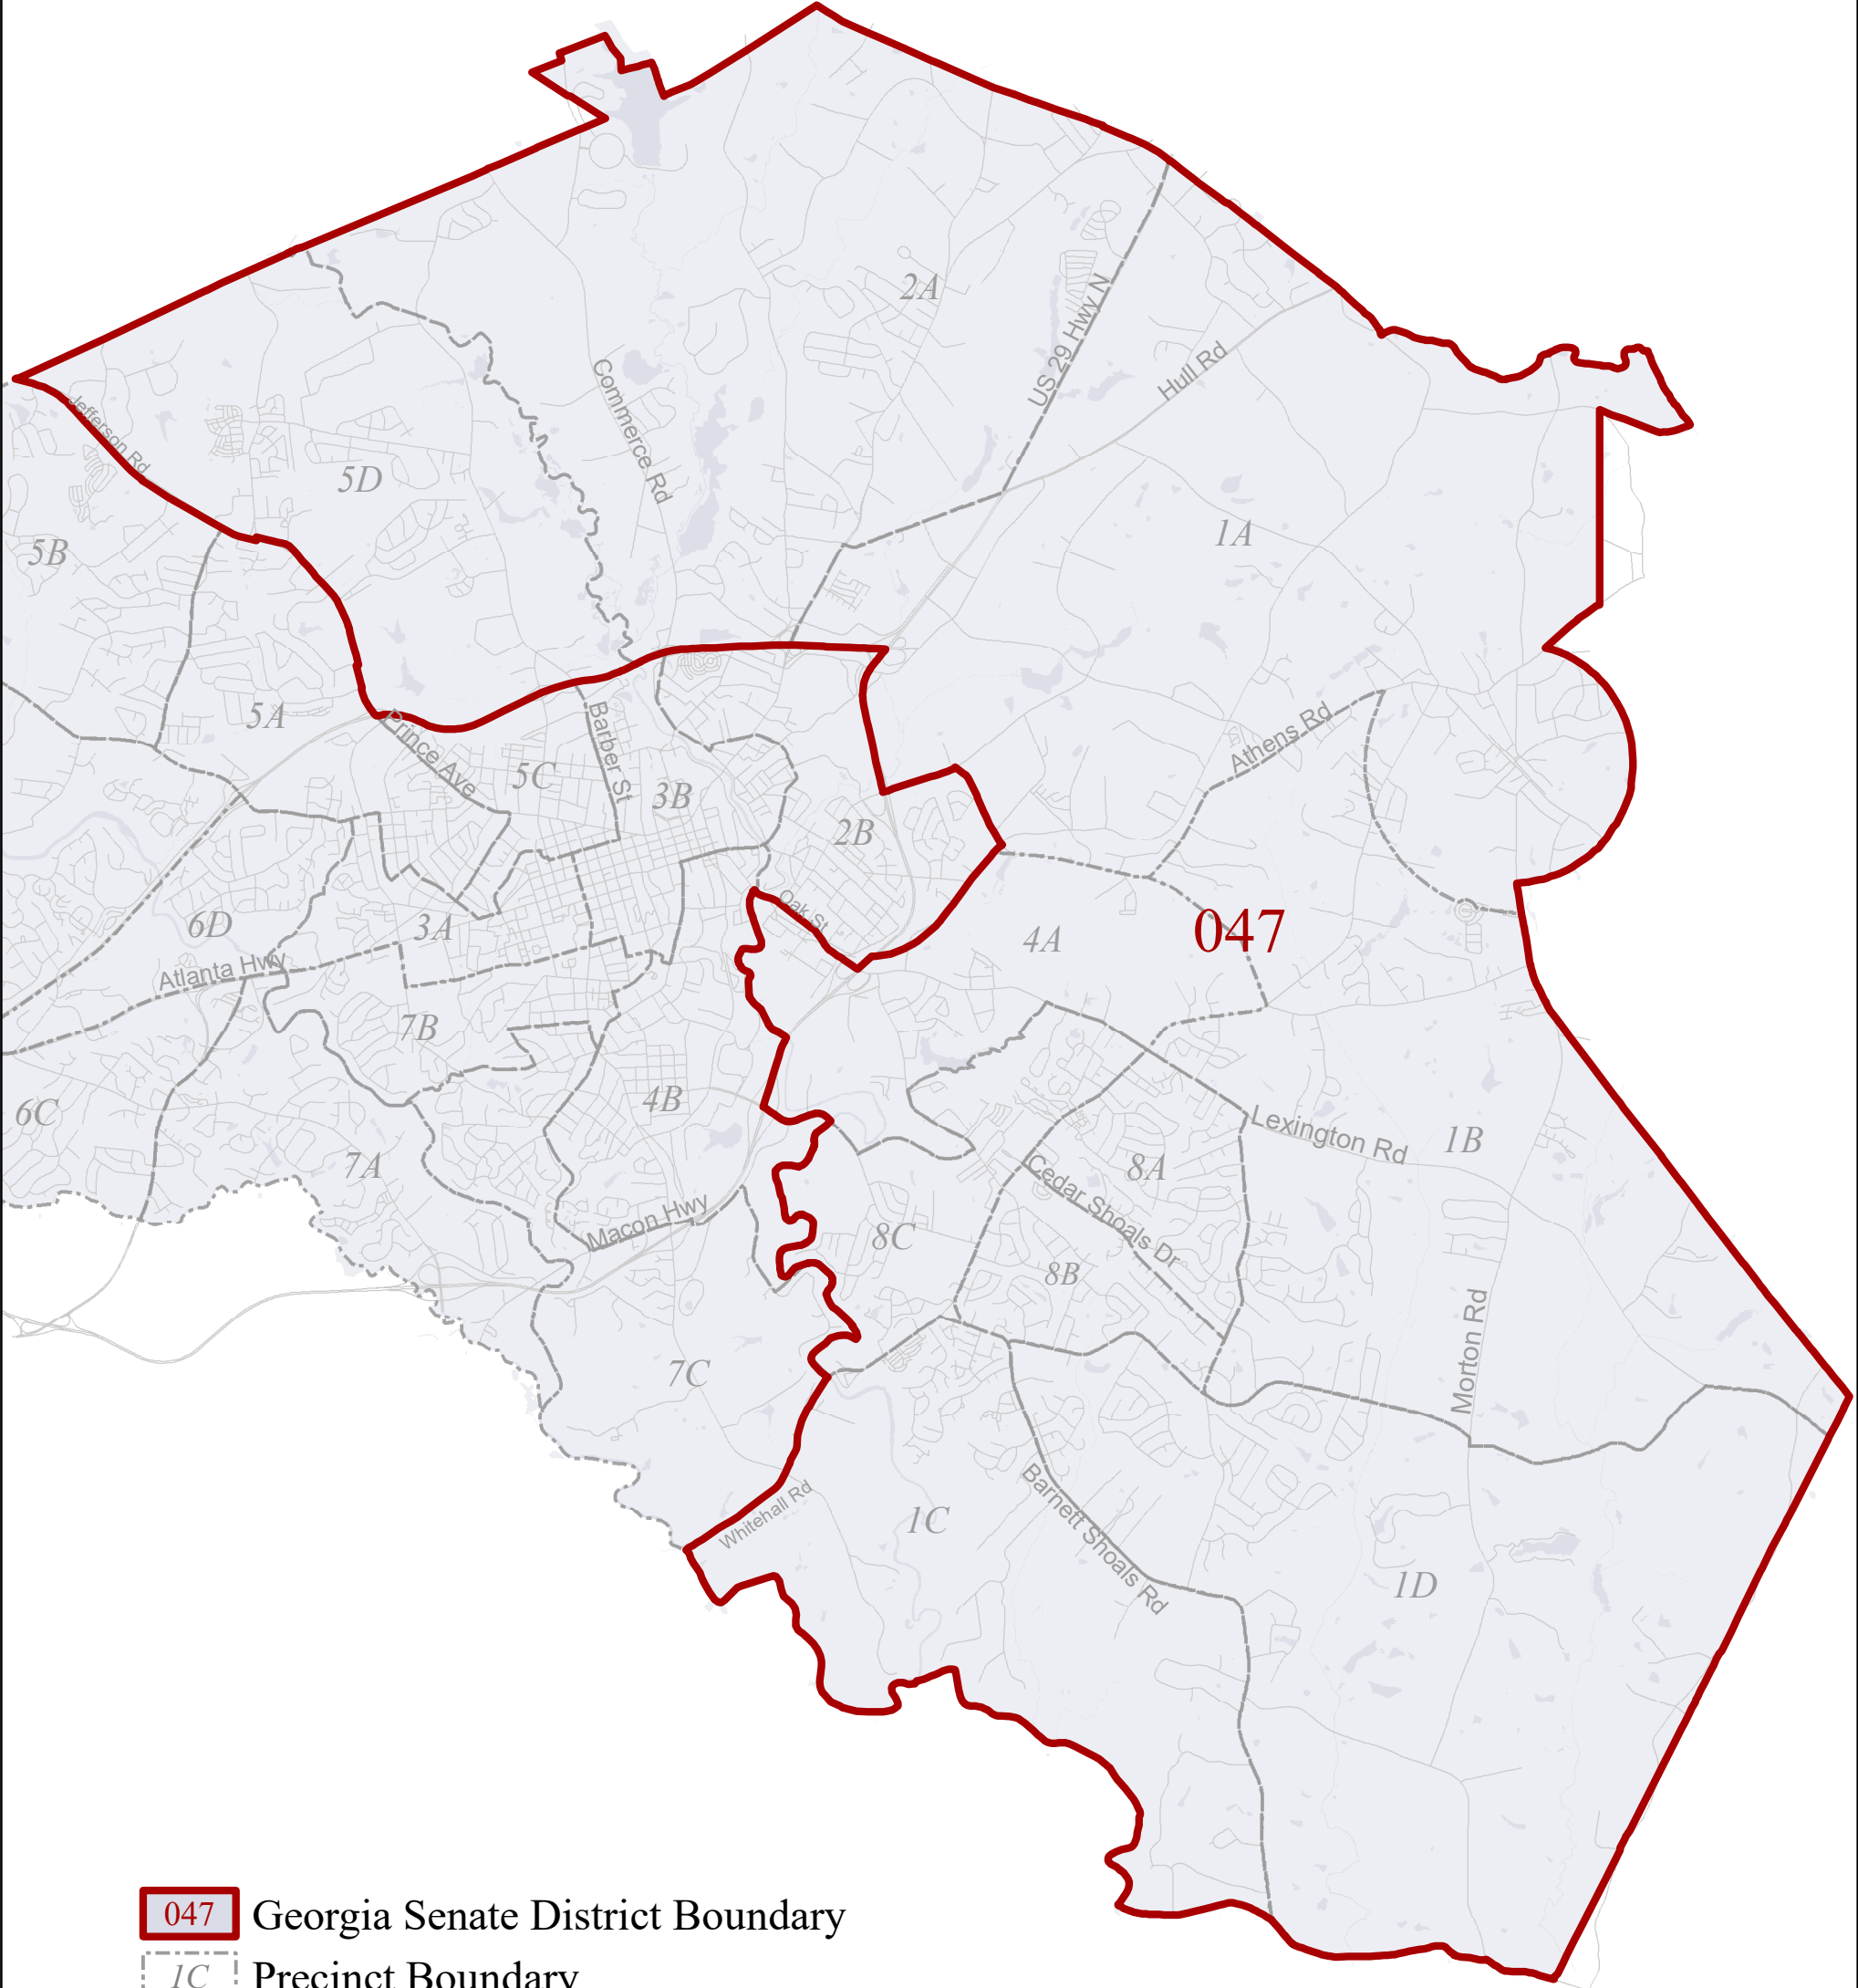 2A
US 29 Hwy N
Hull Rd
Commerce Rd
Jefferson Rd
5D
1A
5B
5A
Prince Ave
Barber St
5C
3B
Athens Rd
2B
Oak St
6D
3A
4A
047
Atlanta Hwy
7B
4B
6C
Lexington Rd
1B
7A
8A
Cedar Shoals Dr
Macon Hwy
8C
8B
Morton Rd
7C
Whitehall Rd
1C
Barnett Shoals Rd
1D
047 Georgia Senate District Boundary
1C Precinct Boundary